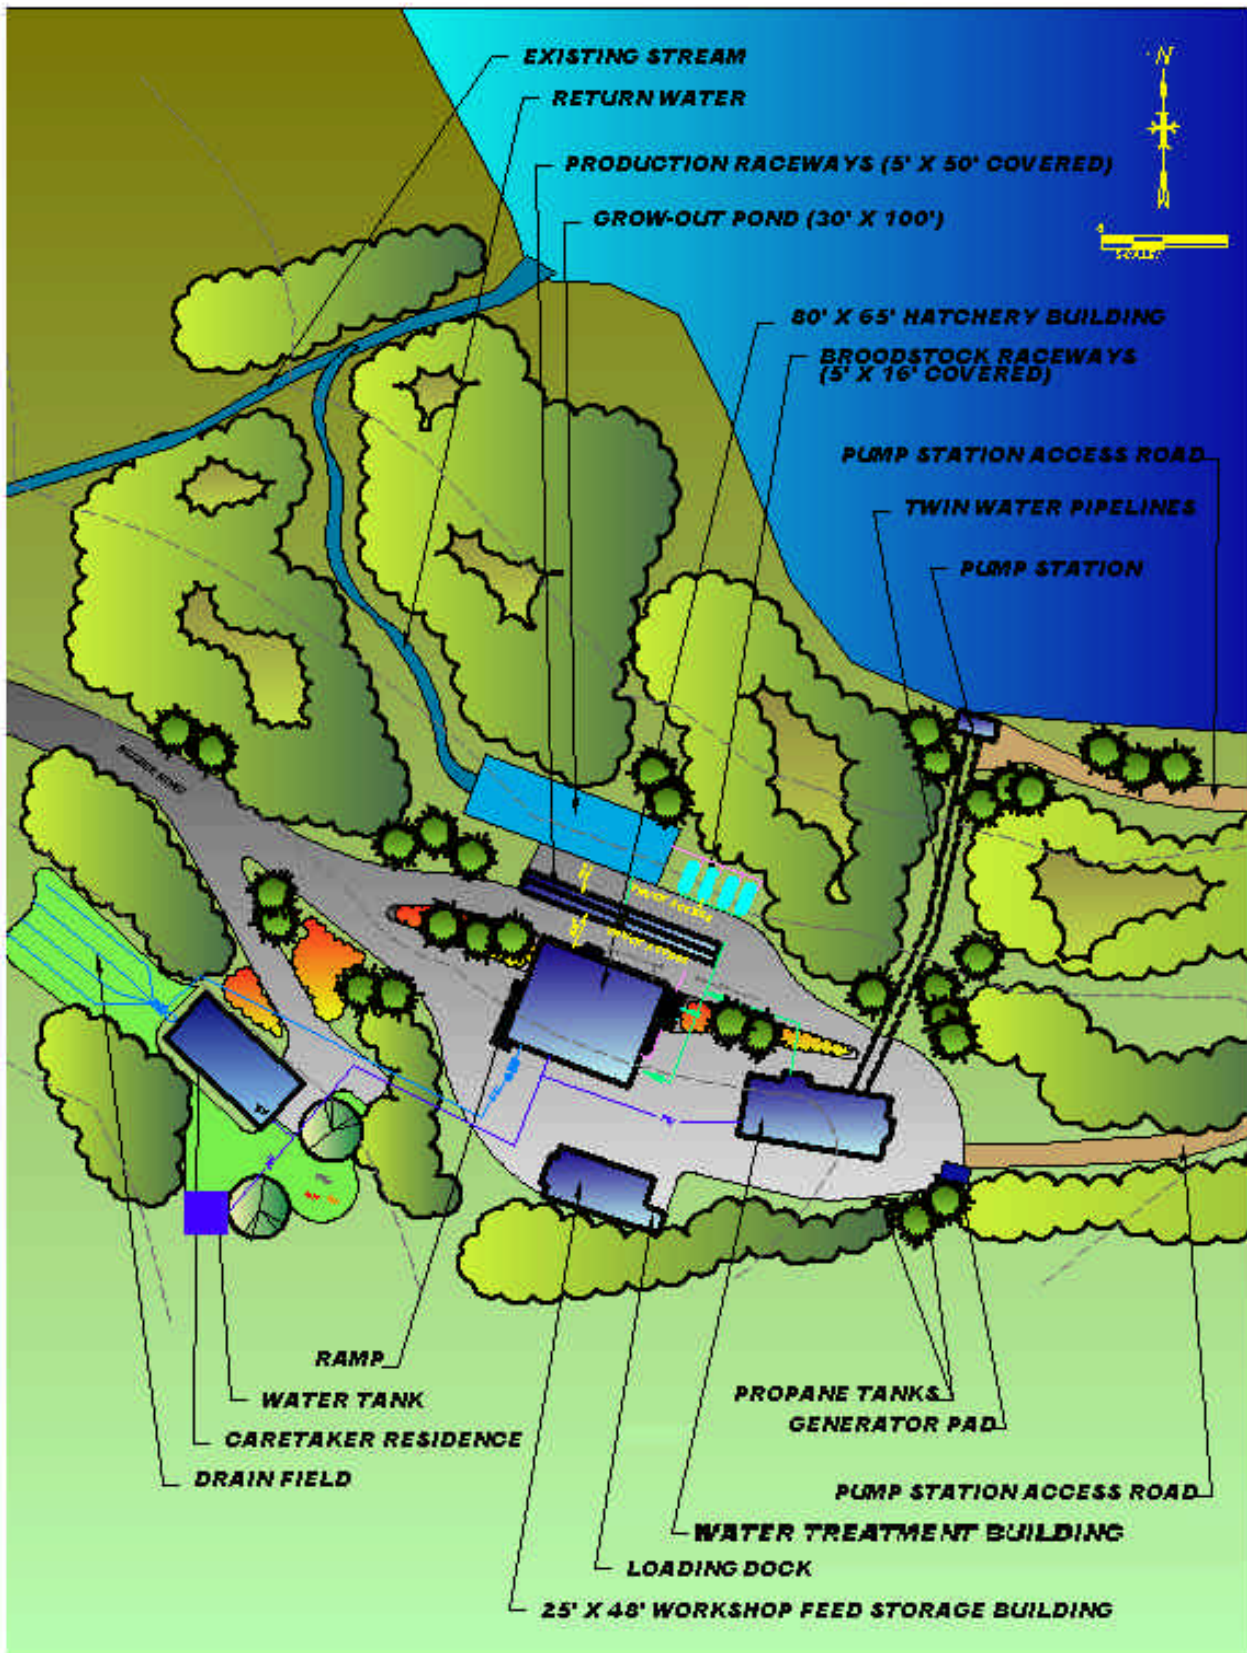 N
EXISTING STREAM
RETURN WATER
PRODUCTION RACEWAYS (5' X 50' COVERED)
GROW-OUT POND (30' X 100')
SCALE:
80' X 65' HATCHERY BUILDING
BROODSTOCK RACEWAYS
(5' X 16' COVERED)
PUMP STATION ACCESS ROAD
TWIN WATER PIPELINES
PUMP STATION
TRUCK ACCESS
RAMP
WATER TANK
CARETAKER RESIDENCE
DRAIN FIELD
PROPANE TANKS
GENERATOR PAD
PUMP STATION ACCESS ROAD
WATER TREATMENT BUILDING
LOADING DOCK
25' X 48' WORKSHOP FEED STORAGE BUILDING